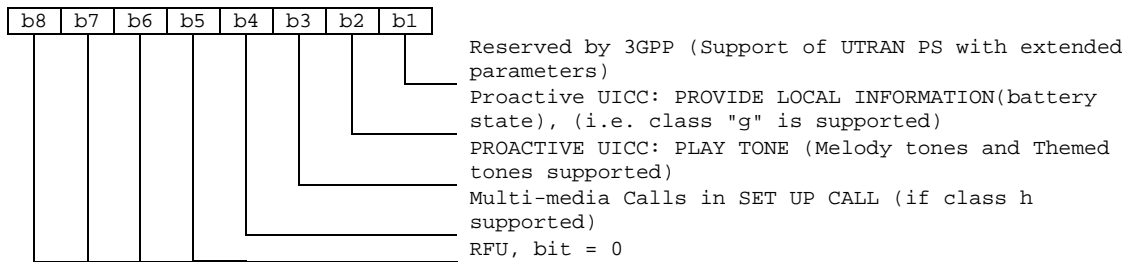 b8 b7 b6 b5 b4 b3 b2 b1
Reserved by 3GPP (Support of UTRAN PS with extended
parameters)
Proactive UICC: PROVIDE LOCAL INFORMATION(battery
state), (i.e. class "g" is supported)
PROACTIVE UICC: PLAY TONE (Melody tones and Themed
tones supported)
Multi-media Calls in SET UP CALL (if class h
supported)
RFU, bit = 0